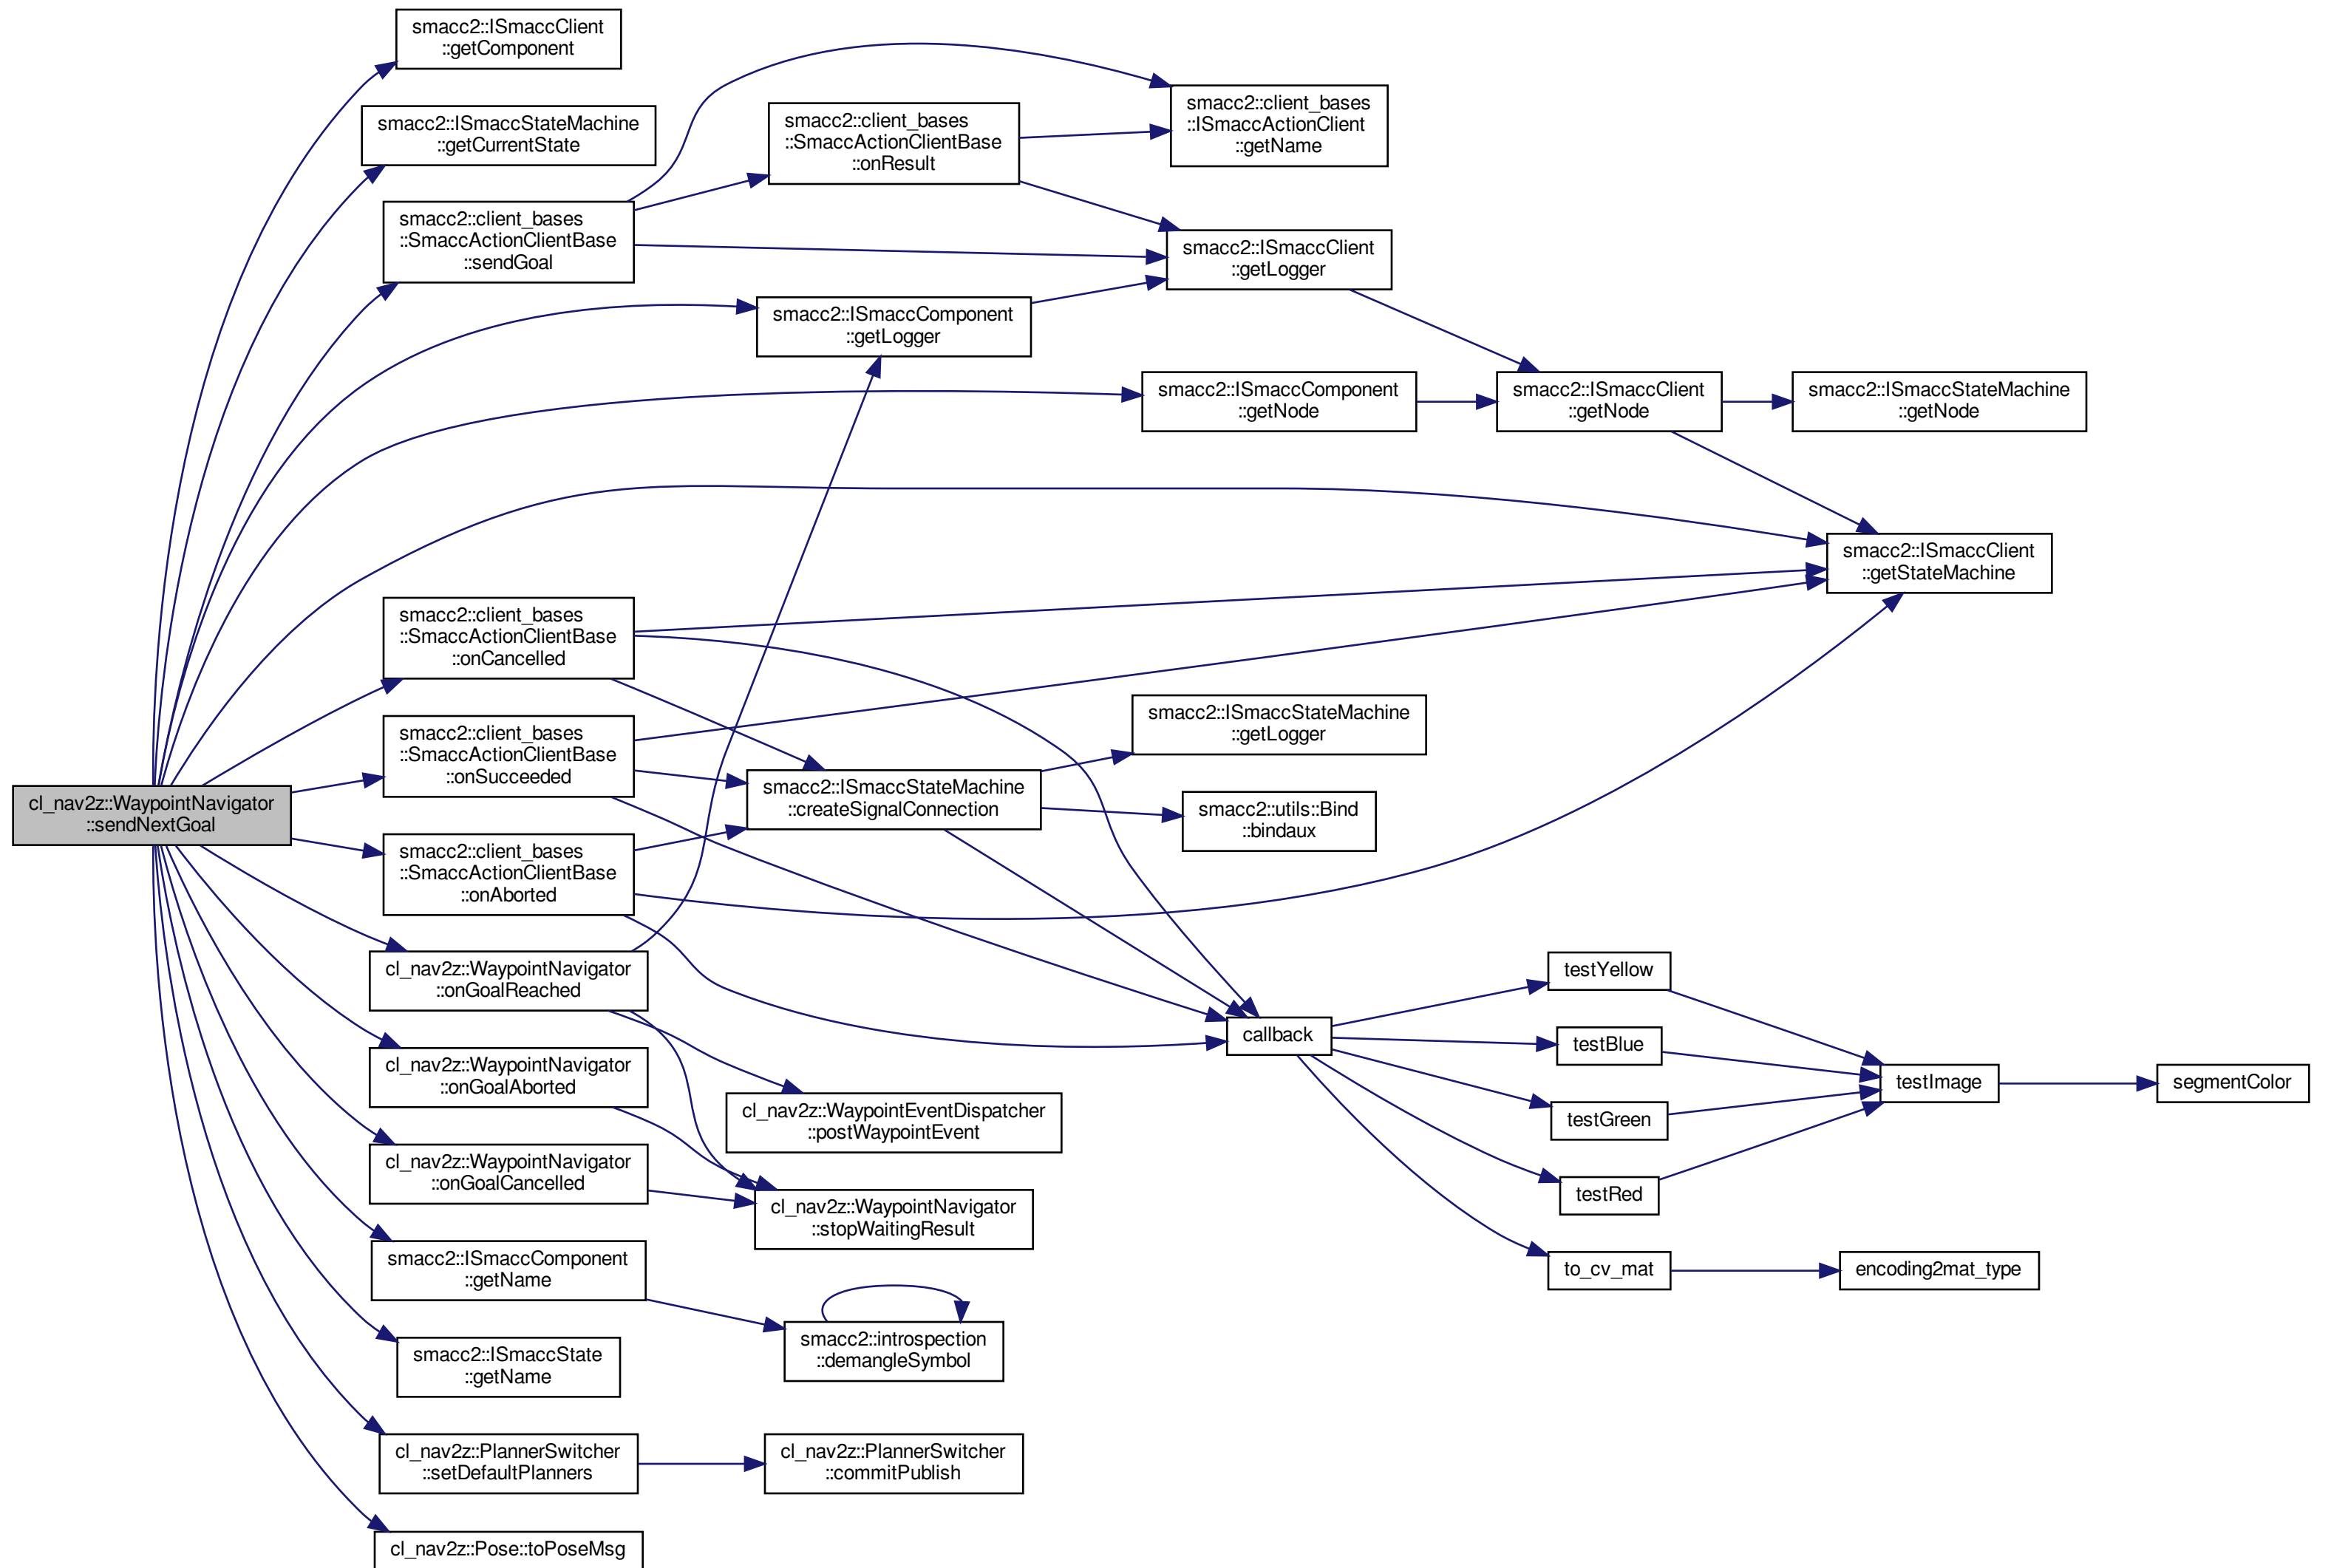 smacc2::ISmaccClient
::getComponent
smacc2::ISmaccStateMachine
::getCurrentState
smacc2::client_bases
::SmaccActionClientBase
::sendGoal
smacc2::client_bases
::SmaccActionClientBase
::onResult
smacc2::client_bases
::ISmaccActionClient
::getName
smacc2::ISmaccClient
::getLogger
smacc2::ISmaccComponent
::getLogger
smacc2::ISmaccComponent
::getNode
smacc2::ISmaccClient
::getNode
smacc2::ISmaccStateMachine
::getNode
smacc2::ISmaccClient
::getStateMachine
smacc2::client_bases
::SmaccActionClientBase
::onCancelled
smacc2::client_bases
::SmaccActionClientBase
::onSucceeded
smacc2::ISmaccStateMachine
::getLogger
smacc2::ISmaccStateMachine
::createSignalConnection
smacc2::utils::Bind
::bindaux
cl_nav2z::WaypointNavigator
::sendNextGoal
smacc2::client_bases
::SmaccActionClientBase
::onAborted
cl_nav2z::WaypointNavigator
::onGoalReached
callback
testYellow
testBlue
testGreen
testRed
to_cv_mat
testImage
segmentColor
encoding2mat_type
cl_nav2z::WaypointNavigator
::onGoalAborted
cl_nav2z::WaypointEventDispatcher
::postWaypointEvent
cl_nav2z::WaypointNavigator
::onGoalCancelled
cl_nav2z::WaypointNavigator
::stopWaitingResult
smacc2::ISmaccComponent
::getName
smacc2::introspection
::demangleSymbol
smacc2::ISmaccState
::getName
cl_nav2z::PlannerSwitcher
::setDefaultPlanners
cl_nav2z::PlannerSwitcher
::commitPublish
cl_nav2z::Pose::toPoseMsg